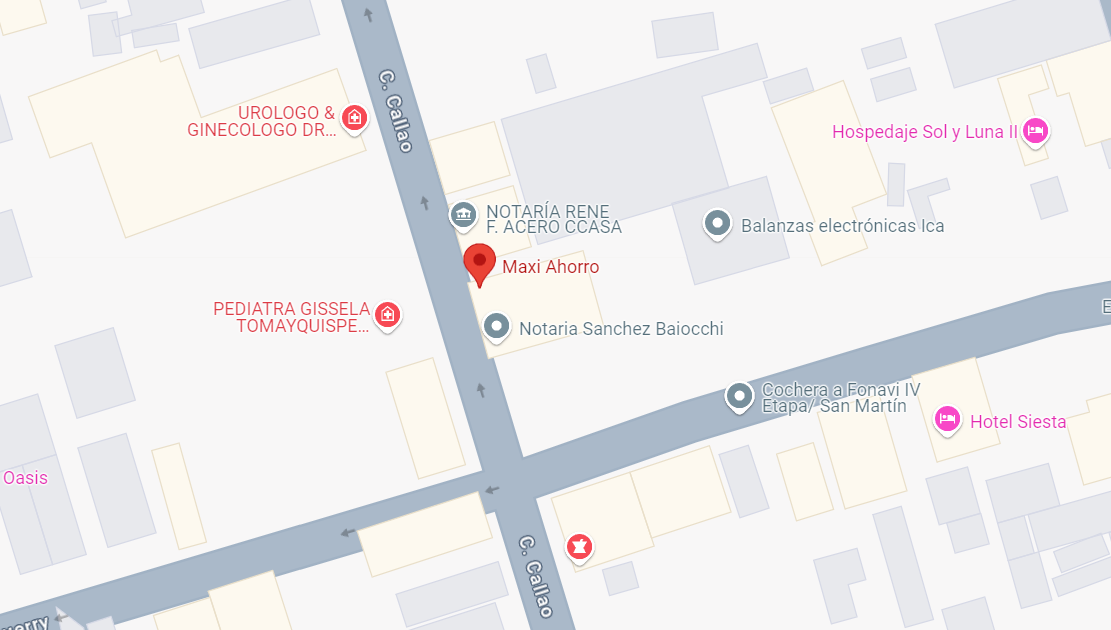 C. Callao
UROLOGO &
GINECOLOGO DR...
Hospedaje Sol y Luna II
NOTARÍA RENE
F. ACERO CCASA
Balanzas electrónicas Ica
Maxi Ahorro
PEDIATRA GISSELA
TOMAYQUISPE...
Notaria Sanchez Baiocchi
Cochera a Fonavi IV
Etapa/ San Martín
Hotel Siesta
Oasis
C. Callao